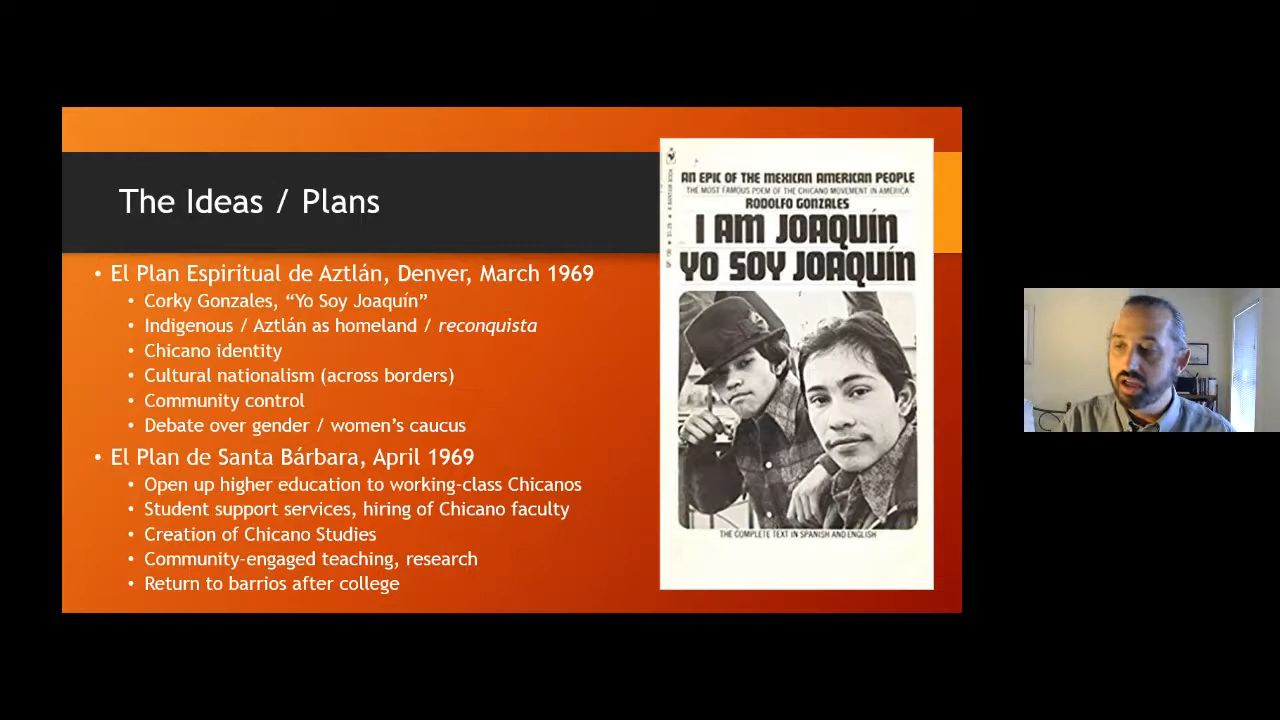 The Ideas / Plans
• El Plan Espiritual de Aztlán, Denver, March 1969
• Corky Gonzales, “Yo Soy Joaquín”
• Indigenous / Aztlán as homeland / reconquista
• Chicano identity
• Cultural nationalism (across borders)
• Community control
• Debate over gender / women’s caucus
• El Plan de Santa Bárbara, April 1969
• Open up higher education to working-class Chicanos
• Student support services, hiring of Chicano faculty
• Creation of Chicano Studies
• Community-engaged teaching, research
• Return to barrios after college
AN EPIC OF THE MEXICAN AMERICAN PEOPLE
THE MOST FAMOUS POEM OF THE CHICANO MOVEMENT IN AMERICA
RODOLFO GONZALES
I AM JOAQUÍN
YO SOY JOAQUÍN
THE COMPLETE TEXT IN SPANISH AND ENGLISH